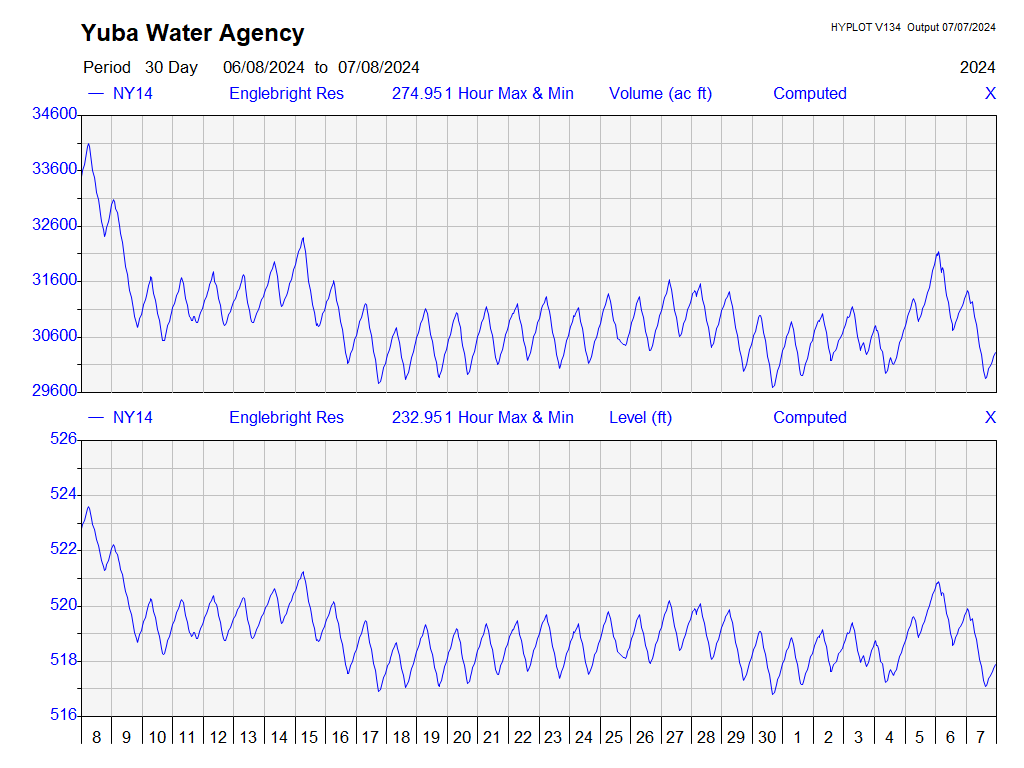 Yuba Water Agency
HYPLOT V134 Output 07/07/2024
Period 30 Day 06/08/2024 to 07/08/2024 2024
NY14 Englebright Res 274.951 Hour Max & Min Volume (ac ft) Computed X
34600
33600
32600
31600
30600
29600
NY14 Englebright Res 232.951 Hour Max & Min Level (ft) Computed X
526
524
522
520
518
516
8 9 10 11 12 13 14 15 16 17 18 19 20 21 22 23 24 25 26 27 28 29 30 1 2 3 4 5 6 7